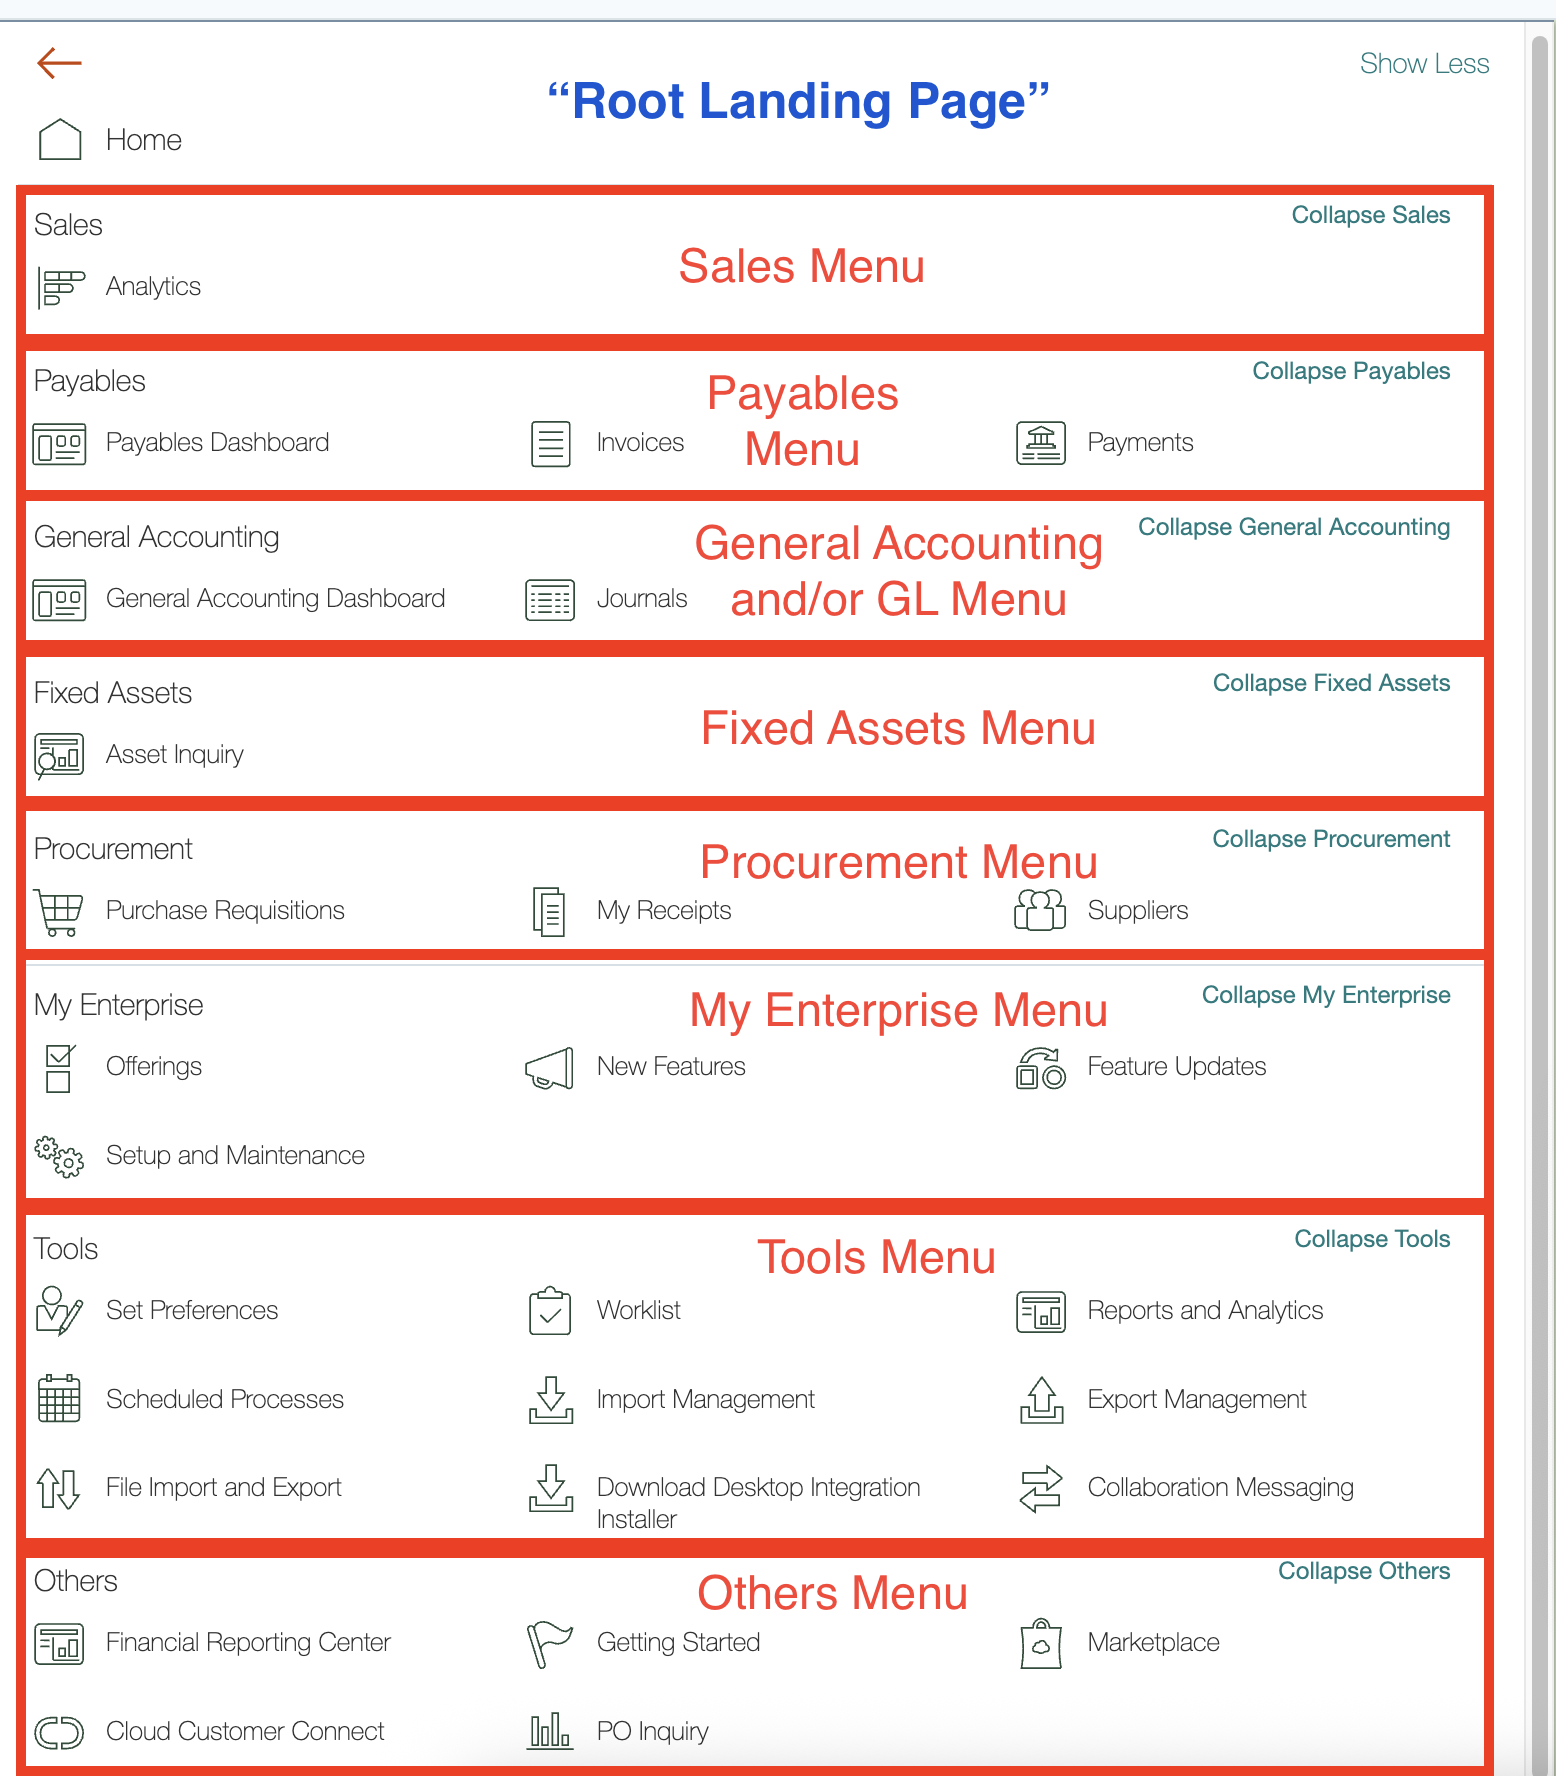 Show Less
“Root Landing Page”
Home
Sales
Collapse Sales
Sales Menu
Analytics
Payables
Collapse Payables
Payables
Menu
Payables Dashboard
Invoices
Payments
General Accounting
Collapse General Accounting
General Accounting
and/or GL Menu
General Accounting Dashboard
Journals
Fixed Assets
Collapse Fixed Assets
Fixed Assets Menu
Asset Inquiry
Procurement
Collapse Procurement
Procurement Menu
Purchase Requisitions
My Receipts
Suppliers
My Enterprise
Collapse My Enterprise
My Enterprise Menu
Offerings
New Features
Feature Updates
Setup and Maintenance
Tools
Collapse Tools
Tools Menu
Set Preferences
Worklist
Reports and Analytics
Scheduled Processes
Import Management
Export Management
File Import and Export
Download Desktop Integration
Installer
Collaboration Messaging
Others
Collapse Others
Others Menu
Financial Reporting Center
Getting Started
Marketplace
Cloud Customer Connect
PO Inquiry